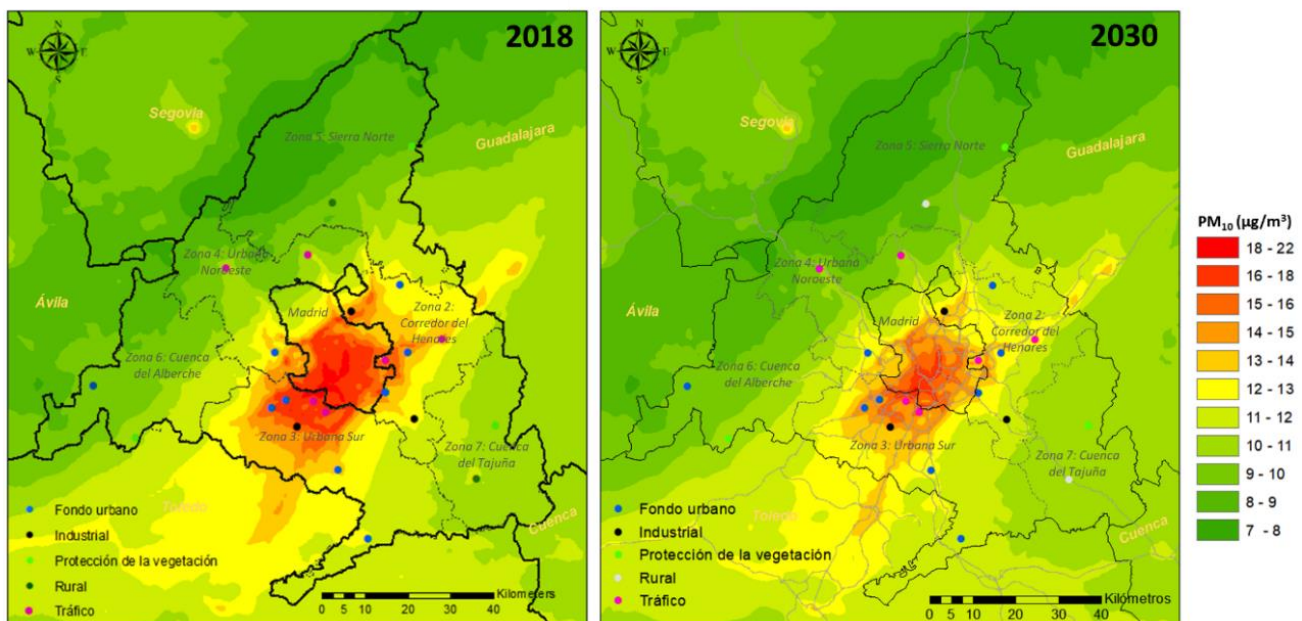 2018
N
W
E
S
Segovia
Zona 5: Sierra Norte
Guadalajara
Zona 4: Urbana
Noroeste
Ávila
Madrid
Zona 2:
Corredor del
Henares
Zona 6: Cuenca
del Alberche
Zona 3: Urbana Sur
Zona 7: Cuenca
del Tajuña
Toledo
Cuenca
Fondo urbano
Industrial
Protección de la vegetación
Rural
Tráfico
Kilometers
0 5 10 20 30 40
2030
N
W
E
S
Segovia
Zona 5: Sierra Norte
Guadalajara
Zona 4: Urbana
Noroeste
Ávila
Madrid
Zona 2:
Corredor del
Henares
Zona 6: Cuenca
del Alberche
Zona 3: Urbana Sur
Zona 7: Cuenca
del Tajuña
Toledo
Cuenca
Fondo urbano
Industrial
Protección de la vegetación
Rural
Tráfico
Kilómetros
0 5 10 20 30 40
PM₁₀ (µg/m³)
18 - 22
16 - 18
15 - 16
14 - 15
13 - 14
12 - 13
11 - 12
10 - 11
9 - 10
8 - 9
7 - 8